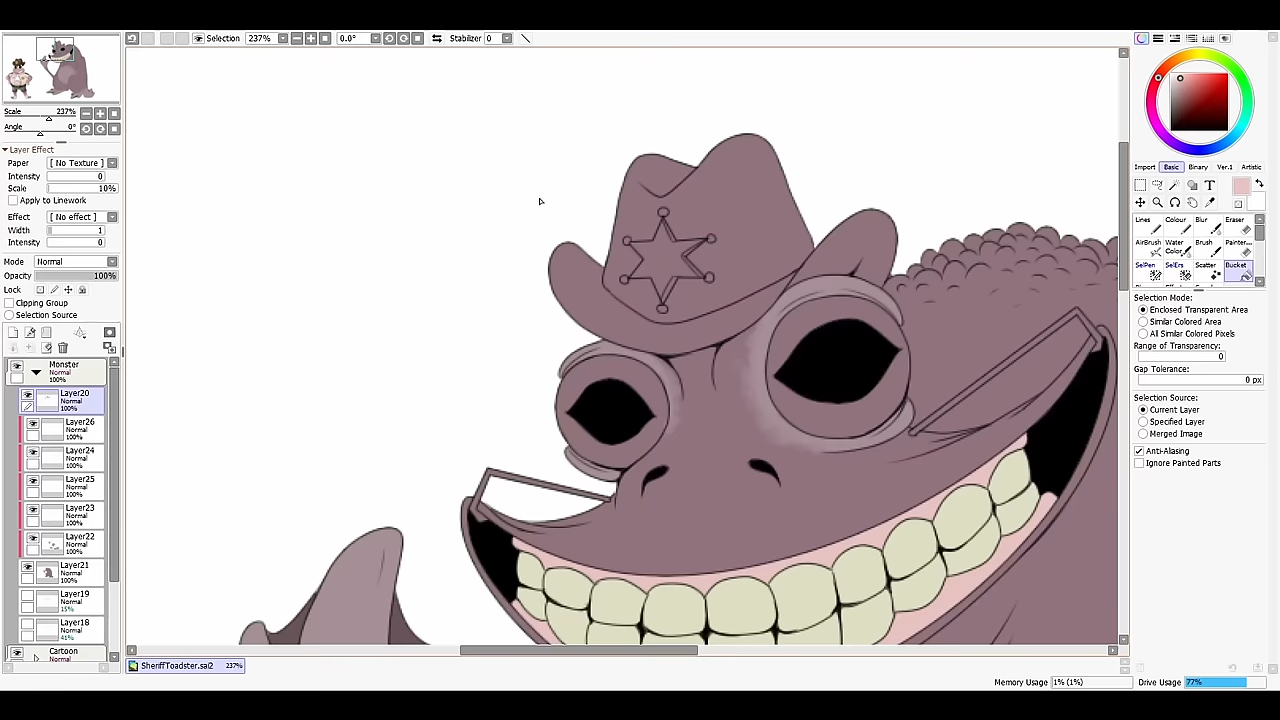 Selection 237% 0.0° Stabilizer 0
Scale 237%
Angle 0°
Layer Effect
Paper [ No Texture ]
Intensity 0
Scale 10%
Apply to Linework
Effect [ No effect ]
Width 1
Intensity 0
Mode Normal
Opacity 100%
Lock
Clipping Group
Selection Source
Monster
Normal
100%
Layer20
Normal
100%
Layer26
Normal
100%
Layer24
Normal
100%
Layer25
Normal
100%
Layer23
Normal
100%
Layer22
Normal
100%
Layer21
Normal
100%
Layer19
Normal
15%
Layer18
Normal
41%
Cartoon
Normal
SheriffToadster.sai2 237%
Import Basic Binary Ver.1 Artistic
T
Lines Colour Blur Eraser
AirBrush Water Color Brush Painter...
SelPen SelErs Scatter Bucket
Selection Mode:
Enclosed Transparent Area
Similar Colored Area
All Similar Colored Pixels
Range of Transparency:
0
Gap Tolerance:
0 px
Selection Source:
Current Layer
Specified Layer
Merged Image
Anti-Aliasing
Ignore Painted Parts
Memory Usage 1% (1%) Drive Usage 77%